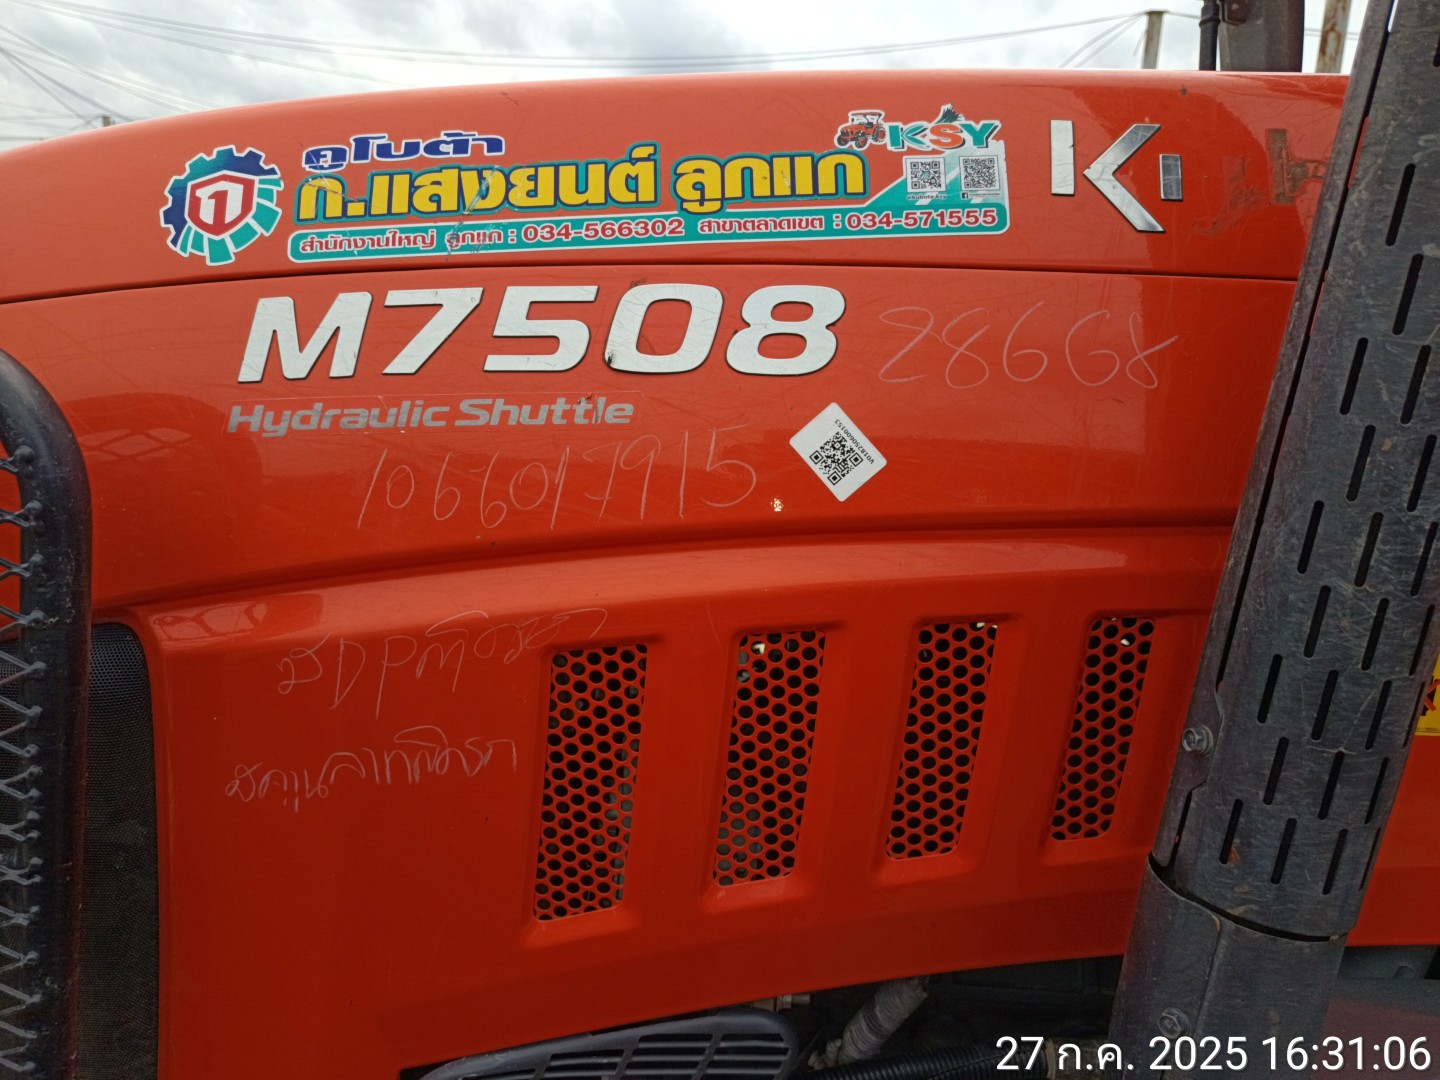 คูโบต้า
KSY
ก.แสงยนต์ ลูกแก
สำนักงานใหญ่ ลูกแก : 034-566302 สาขาตลาดเขต : 034-571555
M7508
28668
Hydraulic Shuttle
V01R250600153
1066017915
27 ก.ค. 2025 16:31:06